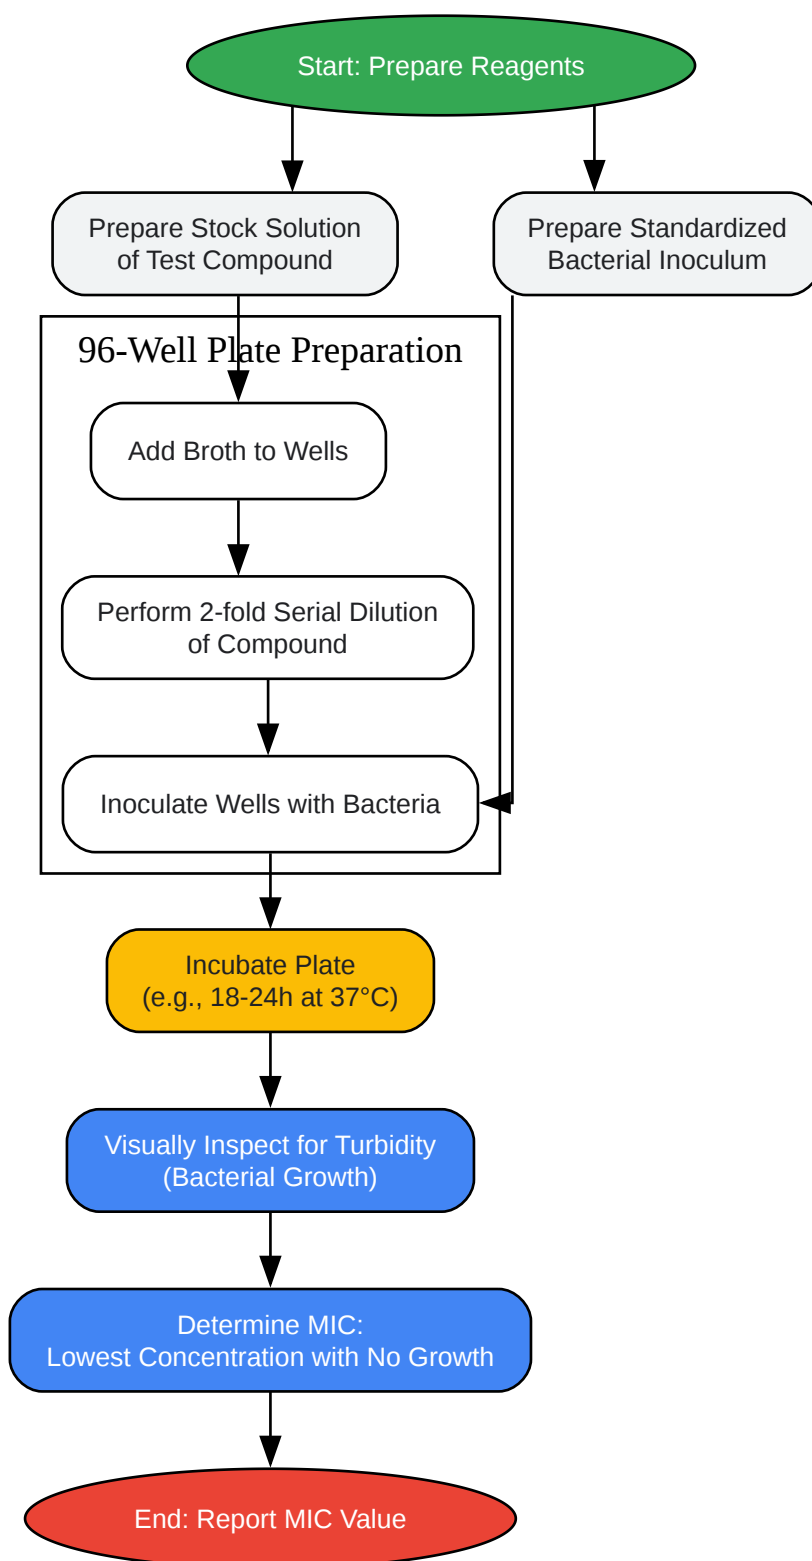 Start: Prepare Reagents
Prepare Stock Solution
of Test Compound
Prepare Standardized
Bacterial Inoculum
96-Well Plate Preparation
Add Broth to Wells
Perform 2-fold Serial Dilution
of Compound
Inoculate Wells with Bacteria
Incubate Plate
(e.g., 18-24h at 37°C)
Visually Inspect for Turbidity
(Bacterial Growth)
Determine MIC:
Lowest Concentration with No Growth
End: Report MIC Value